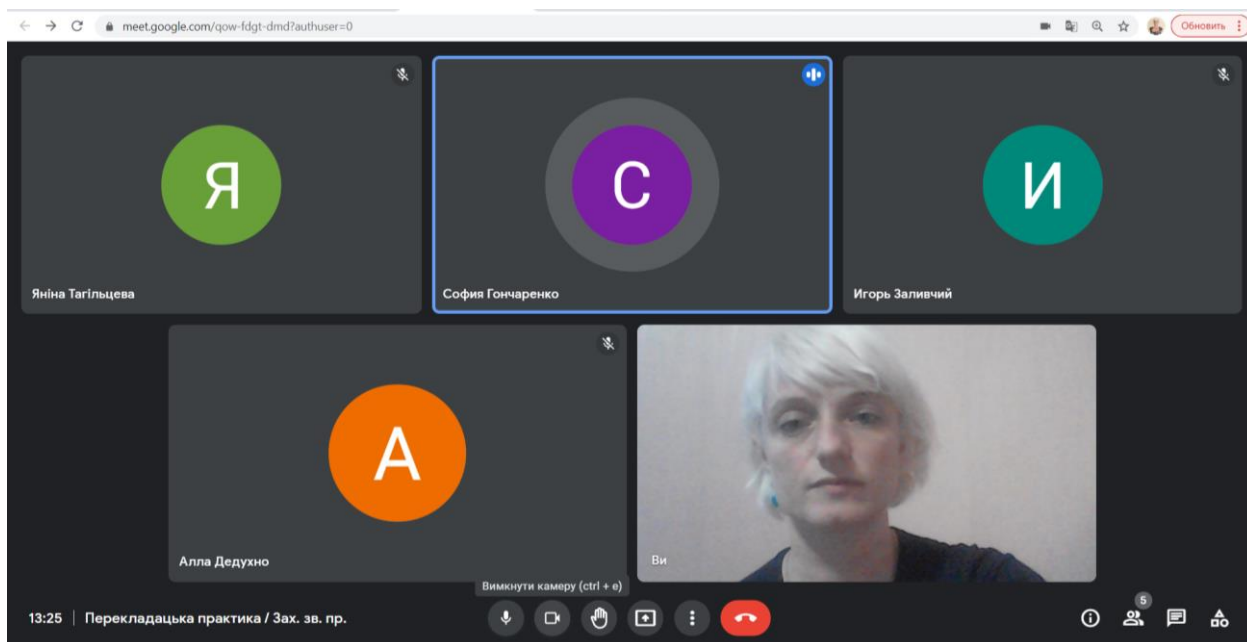 meet.google.com/qow-fdgt-dmd?authuser=0
Обновить
Я
Яніна Тагільцева
С
София Гончаренко
И
Игорь Заливчий
А
Алла Дедухно
Ви
Вимкнути камеру (ctrl + e)
13:25 | Перекладацька практика / Зах. зв. пр.
5